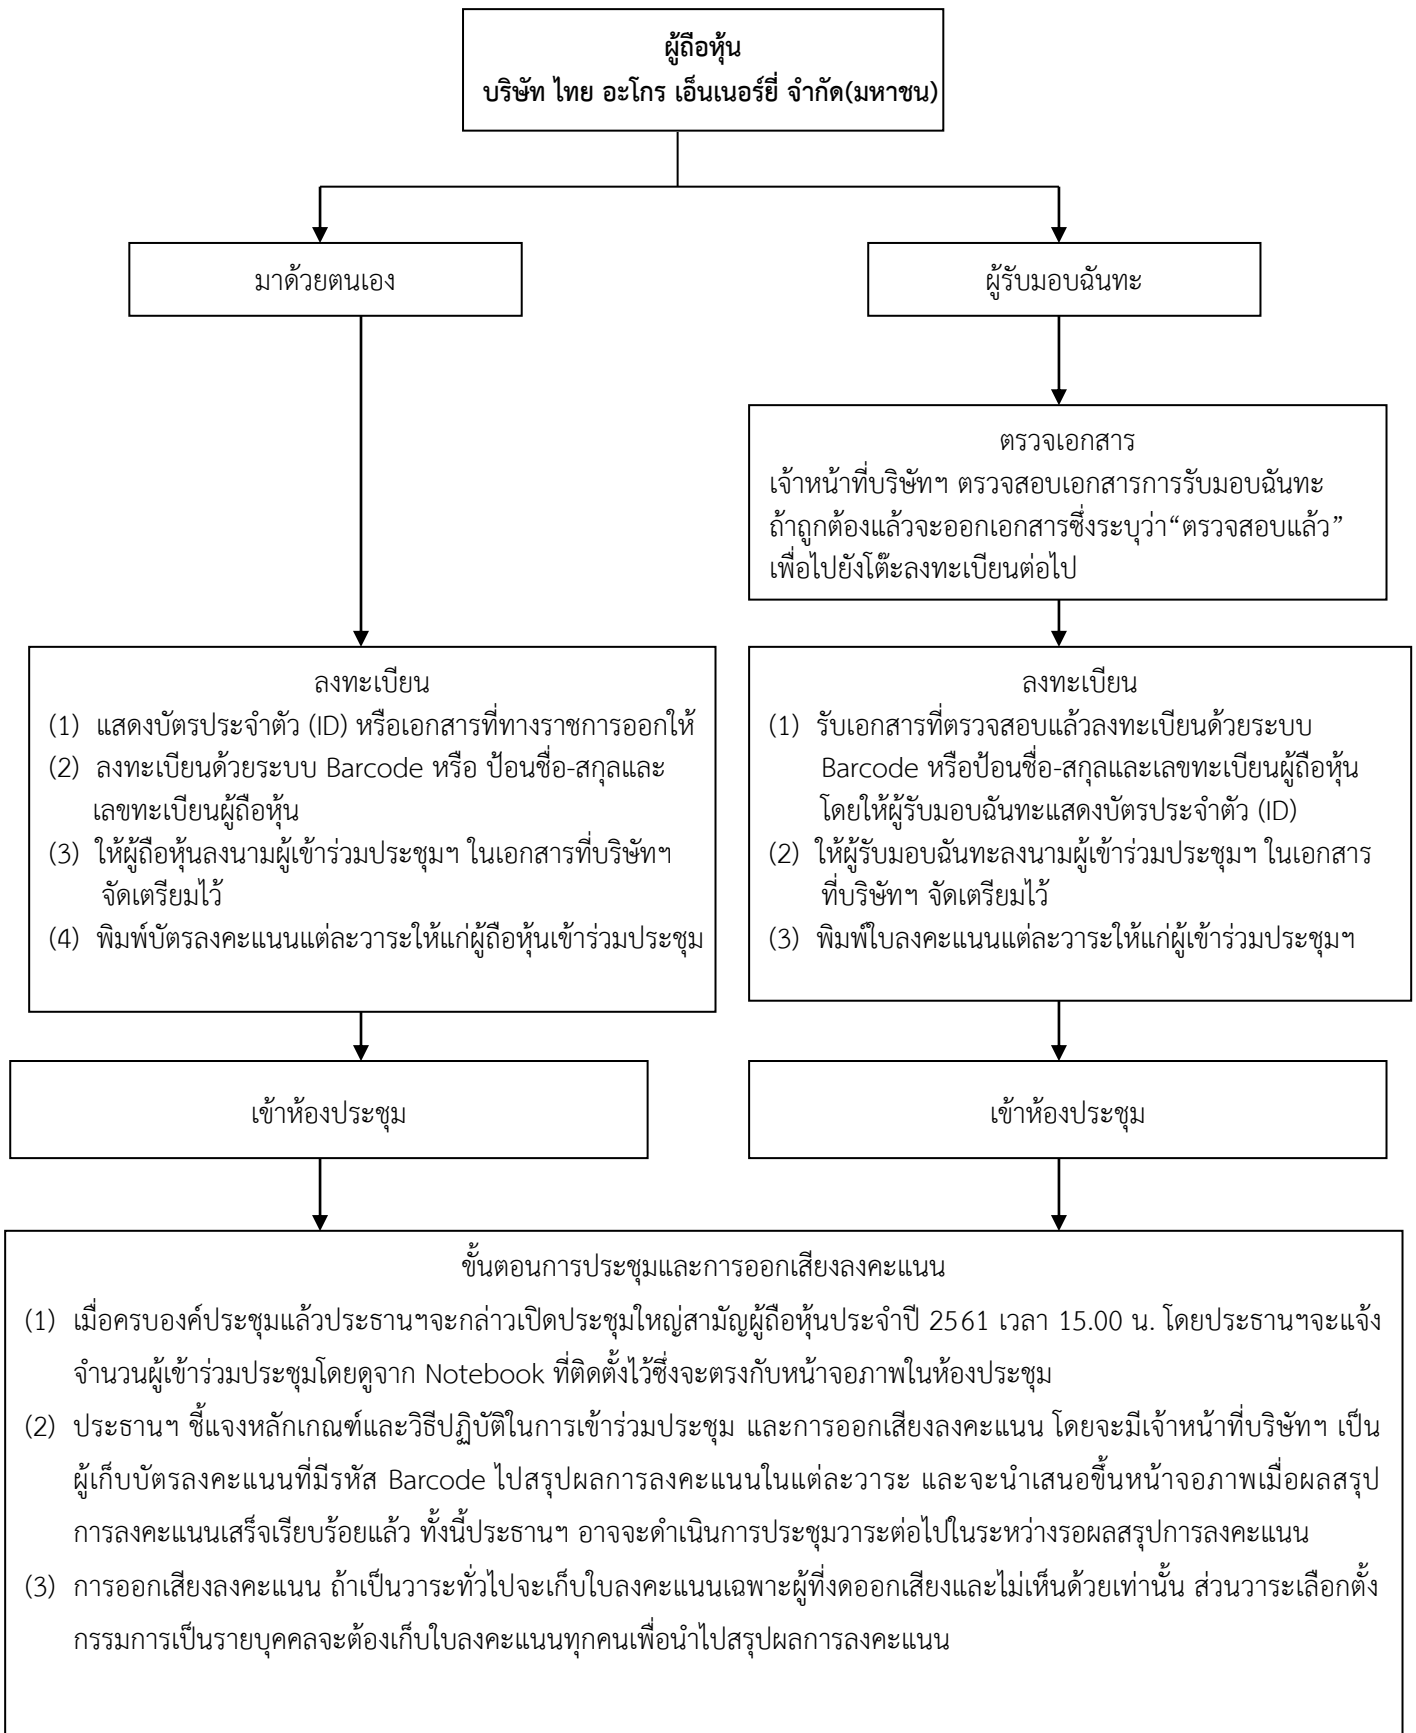 ผู้ถือหุ้น
บริษัท ไทย อะโกร เอ็นเนอร์ยี่ จำกัด(มหาชน)
มาด้วยตนเอง
ผู้รับมอบฉันทะ
ตรวจเอกสาร
เจ้าหน้าที่บริษัทฯ ตรวจสอบเอกสารการรับมอบฉันทะ
ถ้าถูกต้องแล้วจะออกเอกสารซึ่งระบุว่า“ตรวจสอบแล้ว”
เพื่อไปยังโต๊ะลงทะเบียนต่อไป
ลงทะเบียน
(1) แสดงบัตรประจำตัว (ID) หรือเอกสารที่ทางราชการออกให้
(2) ลงทะเบียนด้วยระบบ Barcode หรือ ป้อนชื่อ-สกุลและ
เลขทะเบียนผู้ถือหุ้น
(3) ให้ผู้ถือหุ้นลงนามผู้เข้าร่วมประชุมฯ ในเอกสารที่บริษัทฯ
จัดเตรียมไว้
(4) พิมพ์บัตรลงคะแนนแต่ละวาระให้แก่ผู้ถือหุ้นเข้าร่วมประชุม
ลงทะเบียน
(1) รับเอกสารที่ตรวจสอบแล้วลงทะเบียนด้วยระบบ
Barcode หรือป้อนชื่อ-สกุลและเลขทะเบียนผู้ถือหุ้น
โดยให้ผู้รับมอบฉันทะแสดงบัตรประจำตัว (ID)
(2) ให้ผู้รับมอบฉันทะลงนามผู้เข้าร่วมประชุมฯ ในเอกสาร
ที่บริษัทฯ จัดเตรียมไว้
(3) พิมพ์ใบลงคะแนนแต่ละวาระให้แก่ผู้เข้าร่วมประชุมฯ
เข้าห้องประชุม
เข้าห้องประชุม
ขั้นตอนการประชุมและการออกเสียงลงคะแนน
(1) เมื่อครบองค์ประชุมแล้วประธานฯจะกล่าวเปิดประชุมใหญ่สามัญผู้ถือหุ้นประจำปี 2561 เวลา 15.00 น. โดยประธานฯจะแจ้ง
จำนวนผู้เข้าร่วมประชุมโดยดูจาก Notebook ที่ติดตั้งไว้ซึ่งจะตรงกับหน้าจอภาพในห้องประชุม
(2) ประธานฯ ชี้แจงหลักเกณฑ์และวิธีปฏิบัติในการเข้าร่วมประชุม และการออกเสียงลงคะแนน โดยจะมีเจ้าหน้าที่บริษัทฯ เป็น
ผู้เก็บบัตรลงคะแนนที่มีรหัส Barcode ไปสรุปผลการลงคะแนนในแต่ละวาระ และจะนำเสนอขึ้นหน้าจอภาพเมื่อผลสรุป
การลงคะแนนเสร็จเรียบร้อยแล้ว ทั้งนี้ประธานฯ อาจจะดำเนินการประชุมวาระต่อไปในระหว่างรอผลสรุปการลงคะแนน
(3) การออกเสียงลงคะแนน ถ้าเป็นวาระทั่วไปจะเก็บใบลงคะแนนเฉพาะผู้ที่งดออกเสียงและไม่เห็นด้วยเท่านั้น ส่วนวาระเลือกตั้ง
กรรมการเป็นรายบุคคลจะต้องเก็บใบลงคะแนนทุกคนเพื่อนำไปสรุปผลการลงคะแนน